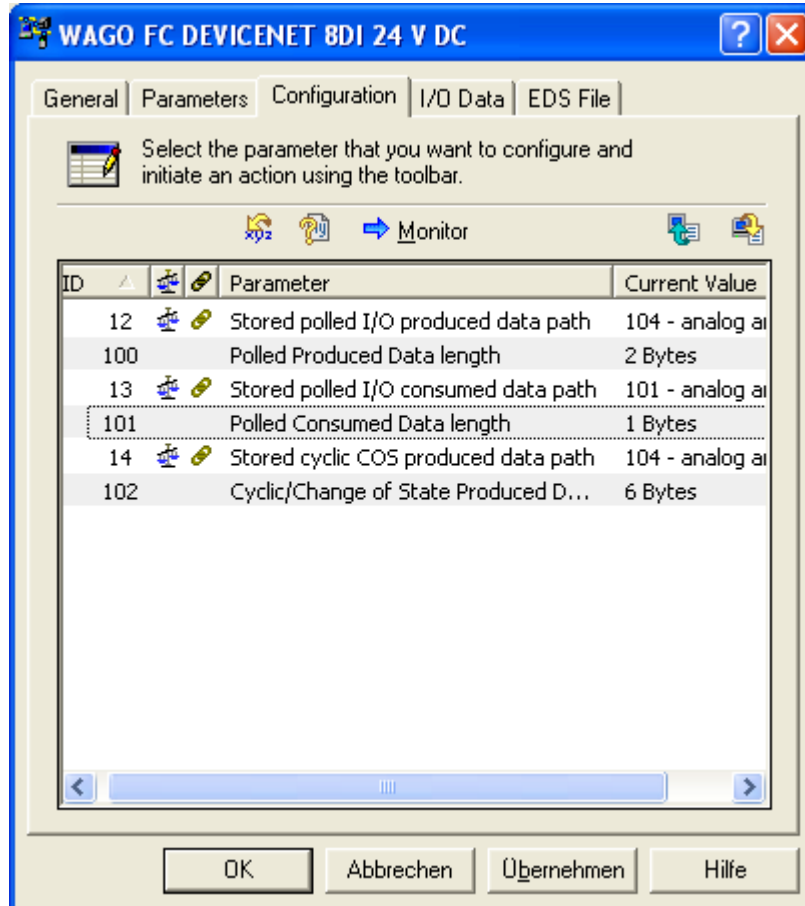 WAGO FC DEVICENET 8DI 24 V DC
General Parameters Configuration I/O Data EDS File
Select the parameter that you want to configure and
initiate an action using the toolbar.
xyz Monitor
ID Parameter Current Value
12 Stored polled I/O produced data path 104 - analog
100 Polled Produced Data length 2 Bytes
13 Stored polled I/O consumed data path 101 - analog
101 Polled Consumed Data length 1 Bytes
14 Stored cyclic COS produced data path 104 - analog
102 Cyclic/Change of State Produced D... 6 Bytes
OK Abbrechen Übernehmen Hilfe